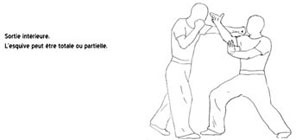 Sortie intérieure.
L'esquive peut être totale ou partielle.